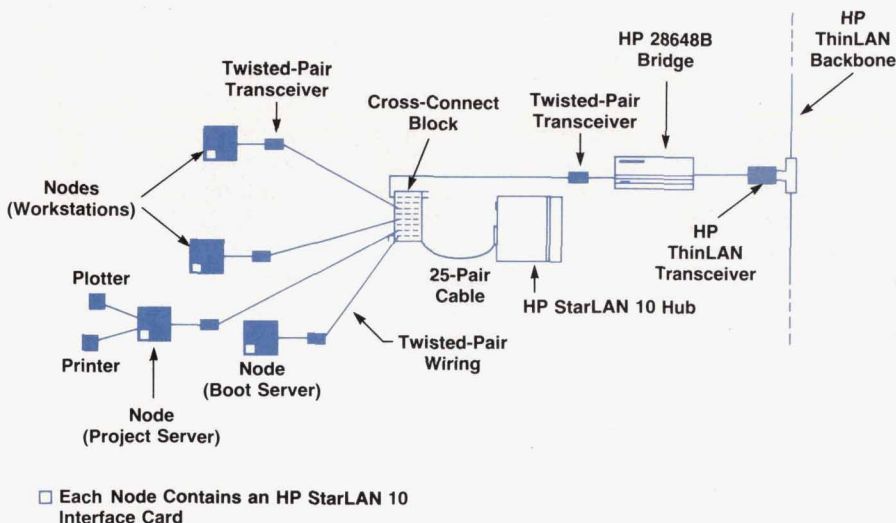 HP
ThinLAN
Backbone
HP 28648B
Bridge
Twisted-Pair
Transceiver
Cross-Connect
Block
Twisted-Pair
Transceiver
Nodes
(Workstations)
HP
ThinLAN
Transceiver
Plotter
25-Pair
Cable
HP StarLAN 10 Hub
Printer
Node
(Boot Server)
Twisted-Pair
Wiring
Node
(Project Server)
Each Node Contains an HP StarLAN 10
Interface Card